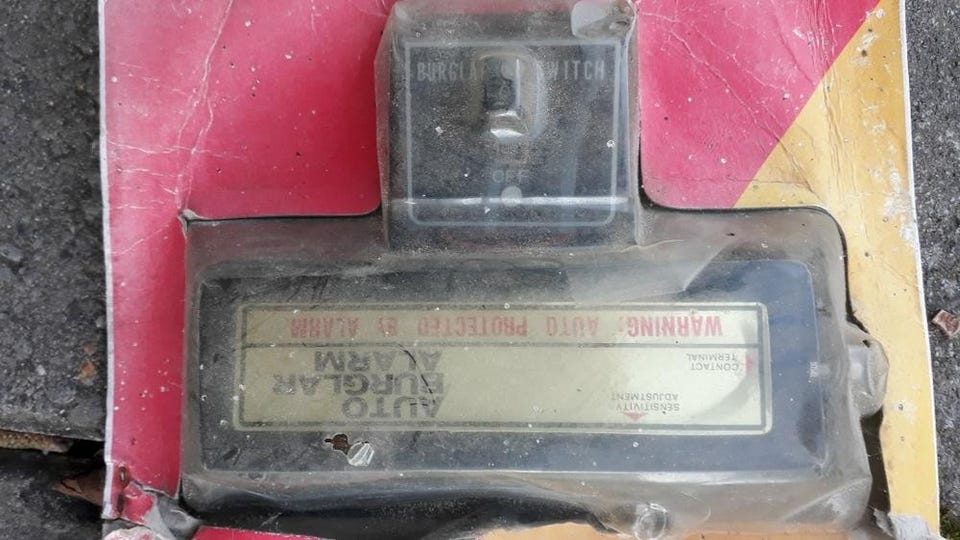 SWITCH
OFF
AUTO
BURGLAR
ALARM
SENSITIVITY
ADJUSTMENT
CONTACT
TERMINAL
WARNING: AUTO PROTECTED BY ALARM